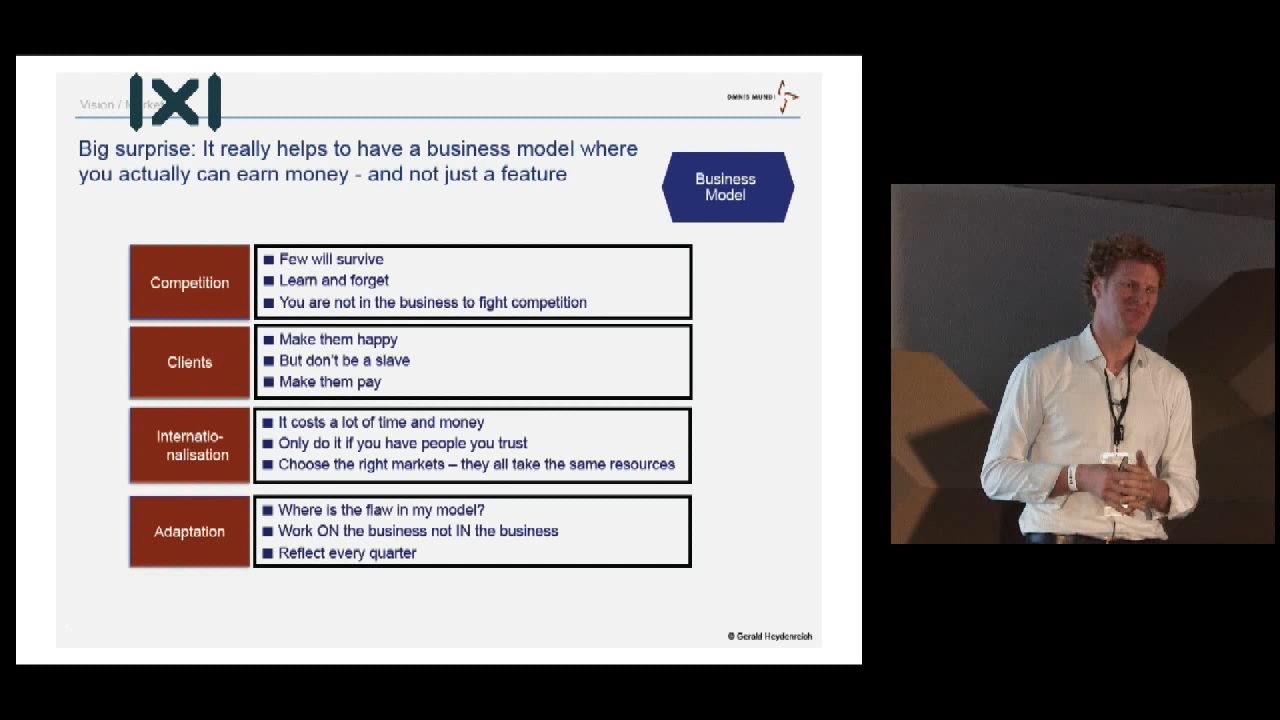 Vision / Market
OMNIS MUNDI
Big surprise: It really helps to have a business model where
you actually can earn money - and not just a feature
Business
Model
Competition
■ Few will survive
■ Learn and forget
■ You are not in the business to fight competition
Clients
■ Make them happy
■ But don't be a slave
■ Make them pay
Internatio-
nalisation
■ It costs a lot of time and money
■ Only do it if you have people you trust
■ Choose the right markets – they all take the same resources
Adaptation
■ Where is the flaw in my model?
■ Work ON the business not IN the business
■ Reflect every quarter
© Gerald Heydenreich